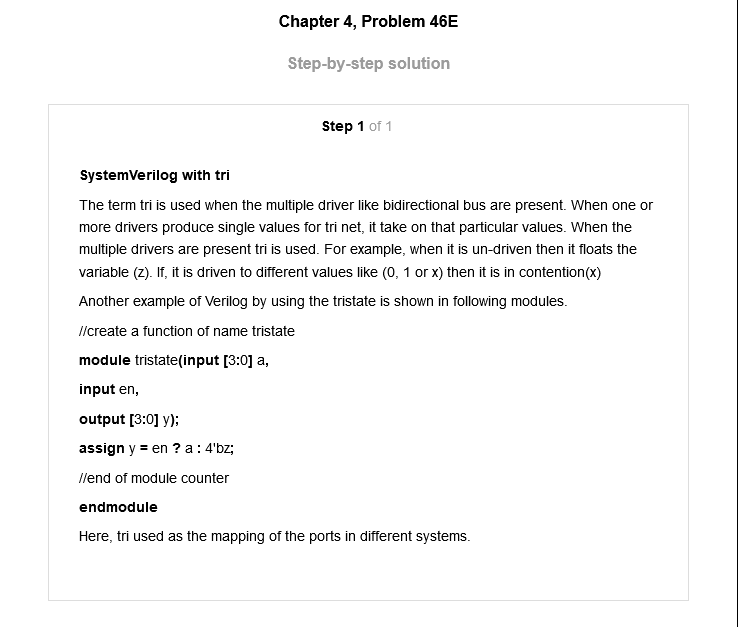 Chapter 4, Problem 46E
Step-by-step solution
Step 1 of 1
SystemVerilog with tri
The term tri is used when the multiple driver like bidirectional bus are present. When one or
more drivers produce single values for tri net, it take on that particular values. When the
multiple drivers are present tri is used. For example, when it is un-driven then it floats the
variable (z). If, it is driven to different values like (0, 1 or x) then it is in contention(x)
Another example of Verilog by using the tristate is shown in following modules.
//create a function of name tristate
module tristate(input [3:0] a,
input en,
output [3:0] y);
assign y = en ? a : 4'bz;
//end of module counter
endmodule
Here, tri used as the mapping of the ports in different systems.